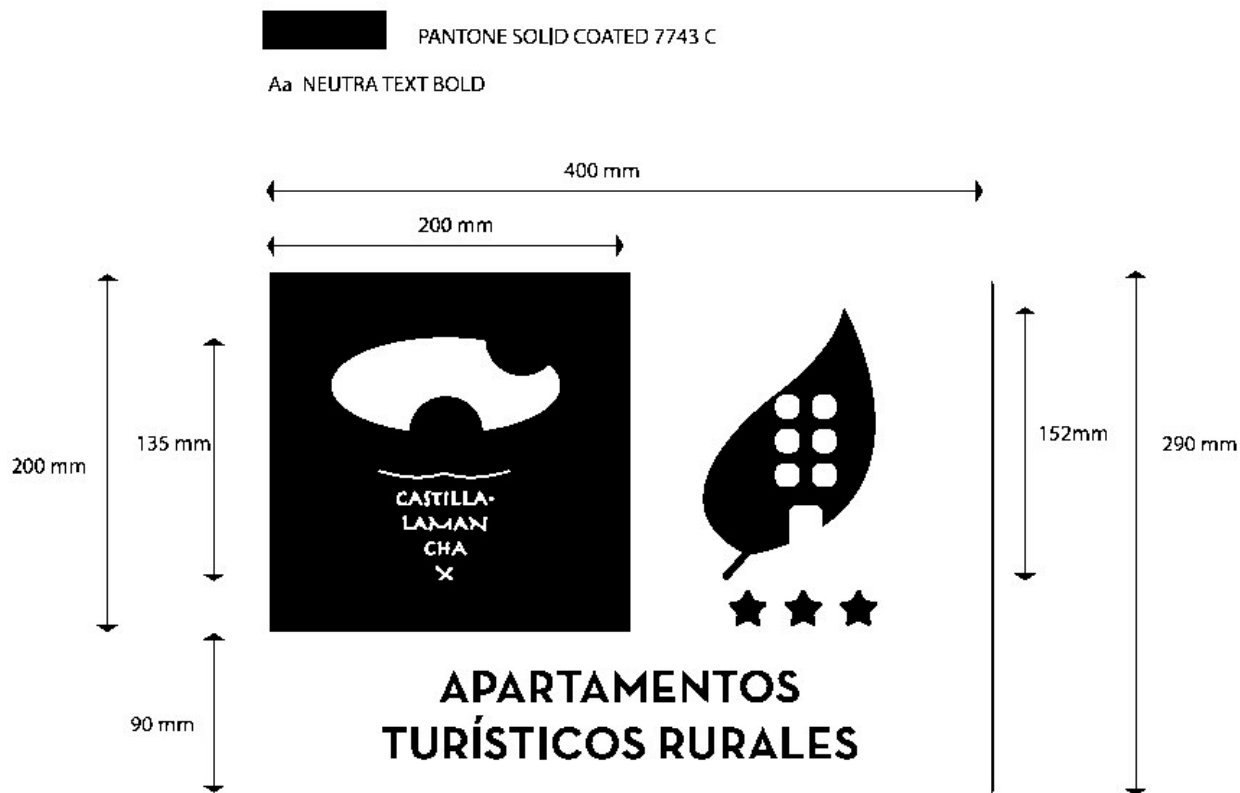 PANTONE SOLID COATED 7743 C
Aa NEUTRA TEXT BOLD
400 mm
200 mm
200 mm
135 mm
CASTILLA-
LAMAN
CHA
X
152mm
290 mm
90 mm
APARTAMENTOS
TURÍSTICOS RURALES